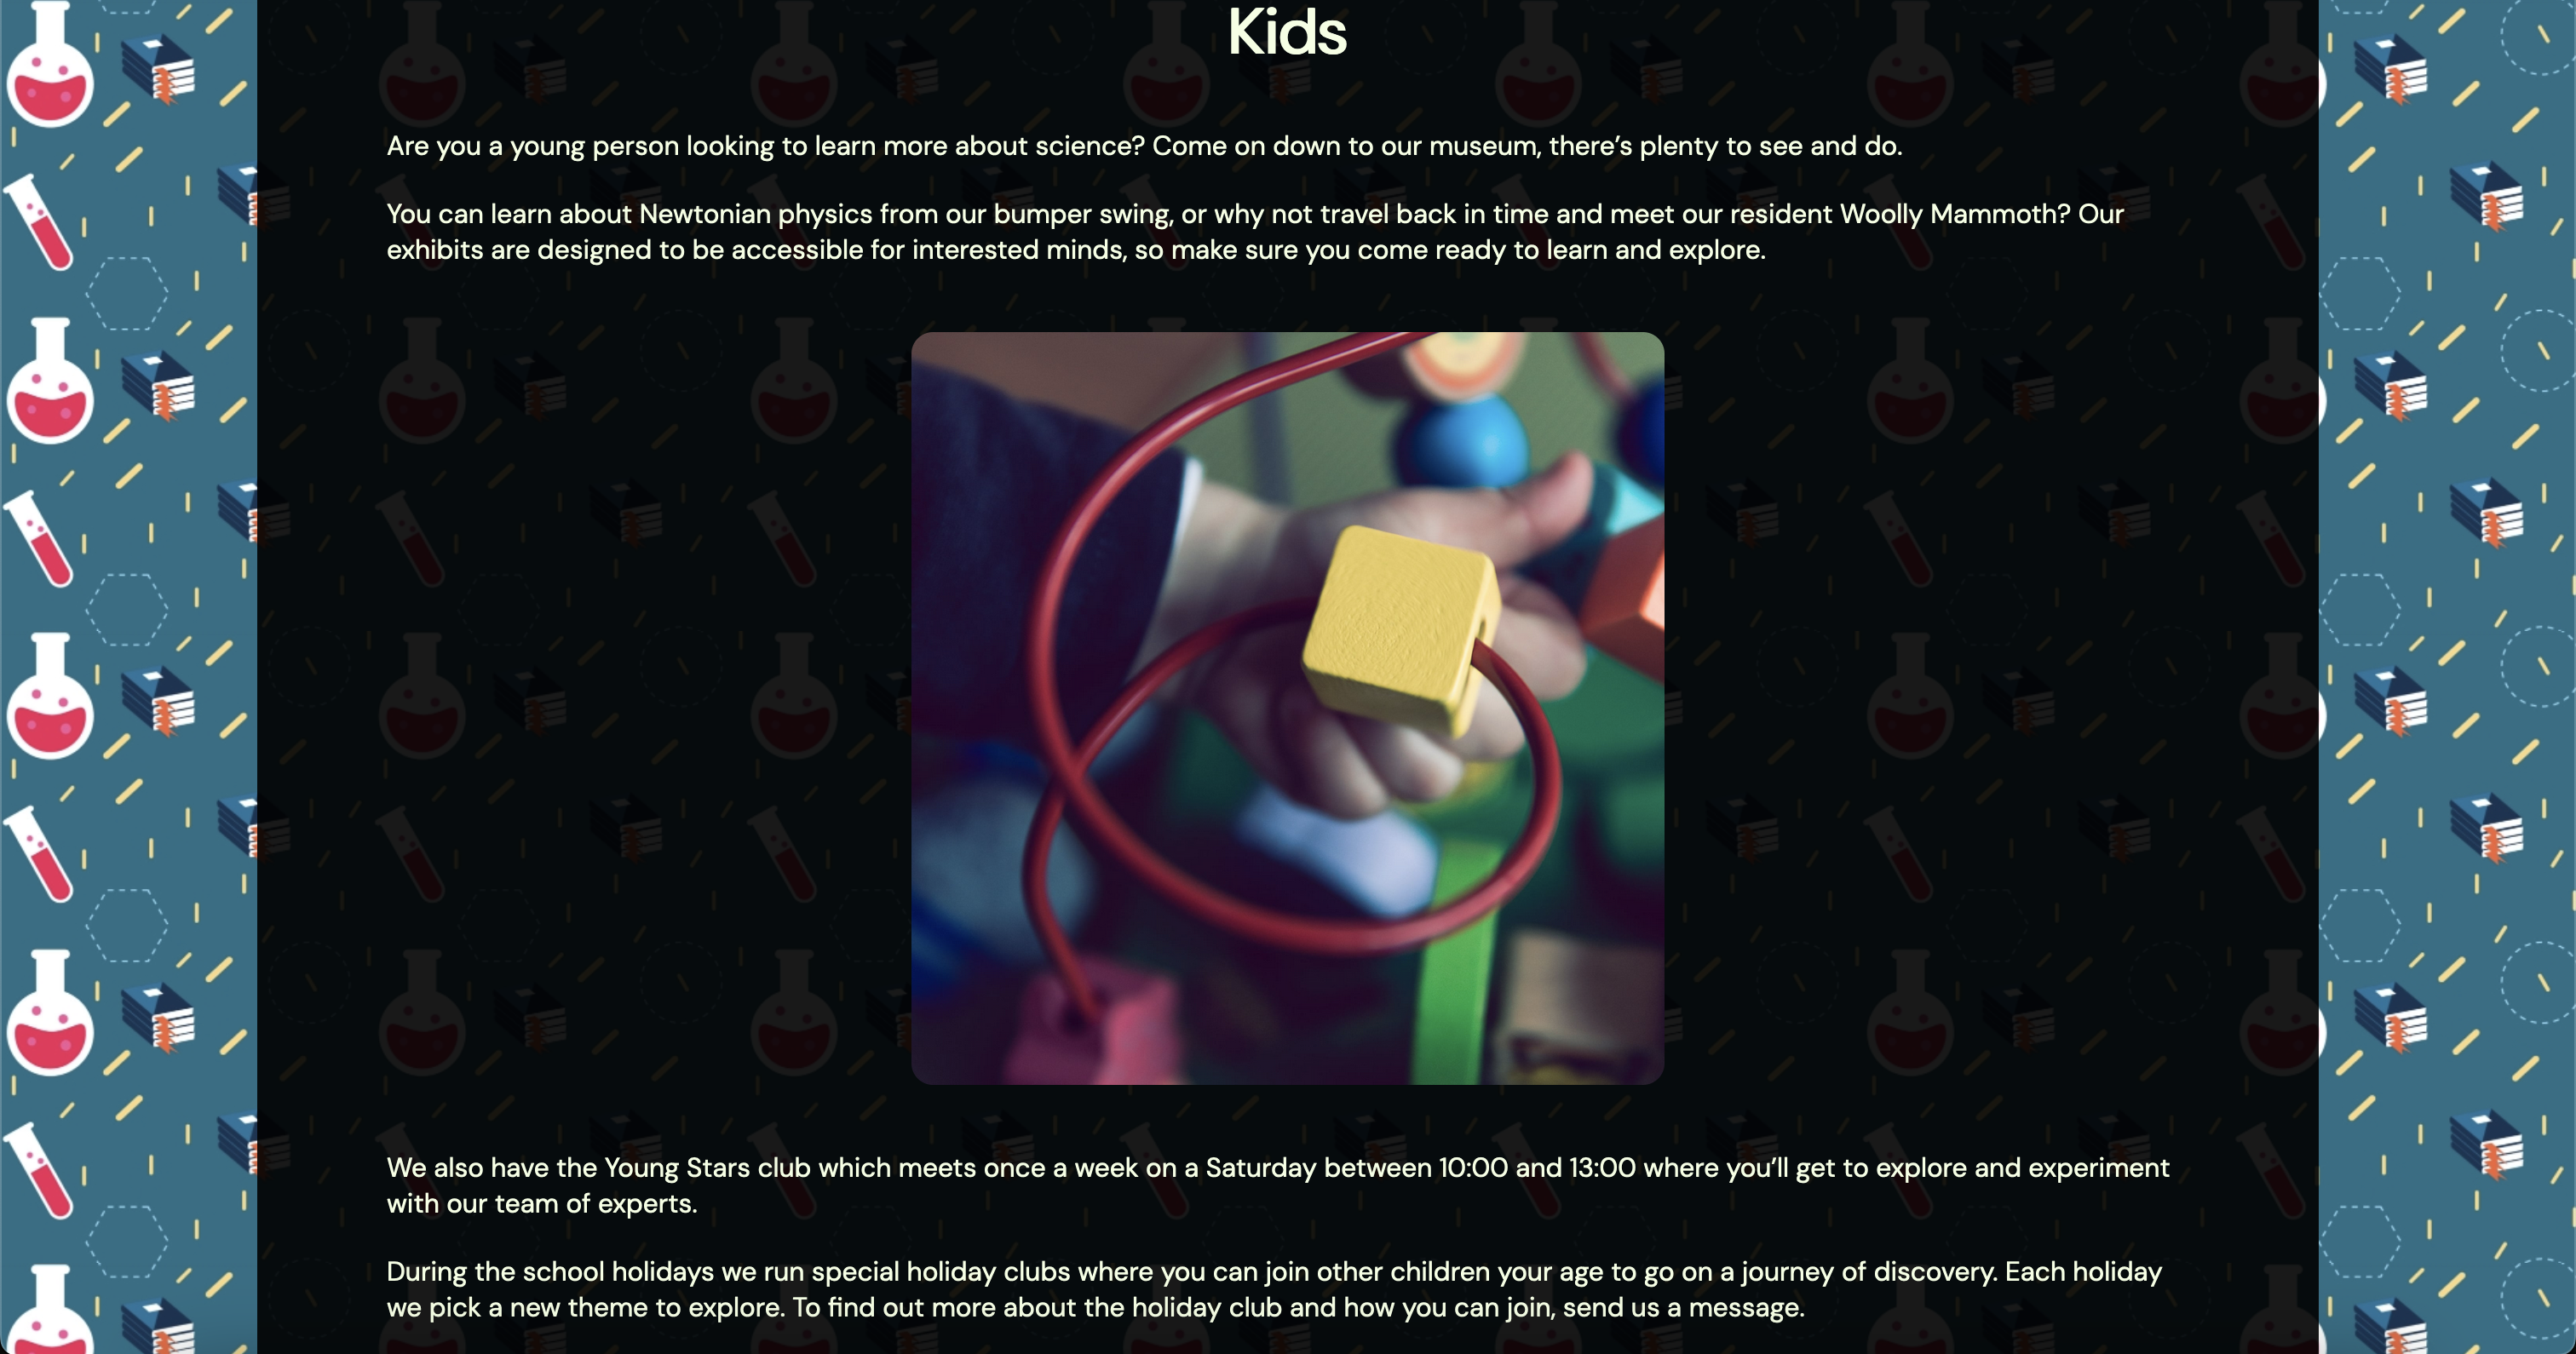 Kids
Are you a young person looking to learn more about science? Come on down to our museum, there’s plenty to see and do.
You can learn about Newtonian physics from our bumper swing, or why not travel back in time and meet our resident Woolly Mammoth? Our
exhibits are designed to be accessible for interested minds, so make sure you come ready to learn and explore.
We also have the Young Stars club which meets once a week on a Saturday between 10:00 and 13:00 where you’ll get to explore and experiment
with our team of experts.
During the school holidays we run special holiday clubs where you can join other children your age to go on a journey of discovery. Each holiday
we pick a new theme to explore. To find out more about the holiday club and how you can join, send us a message.